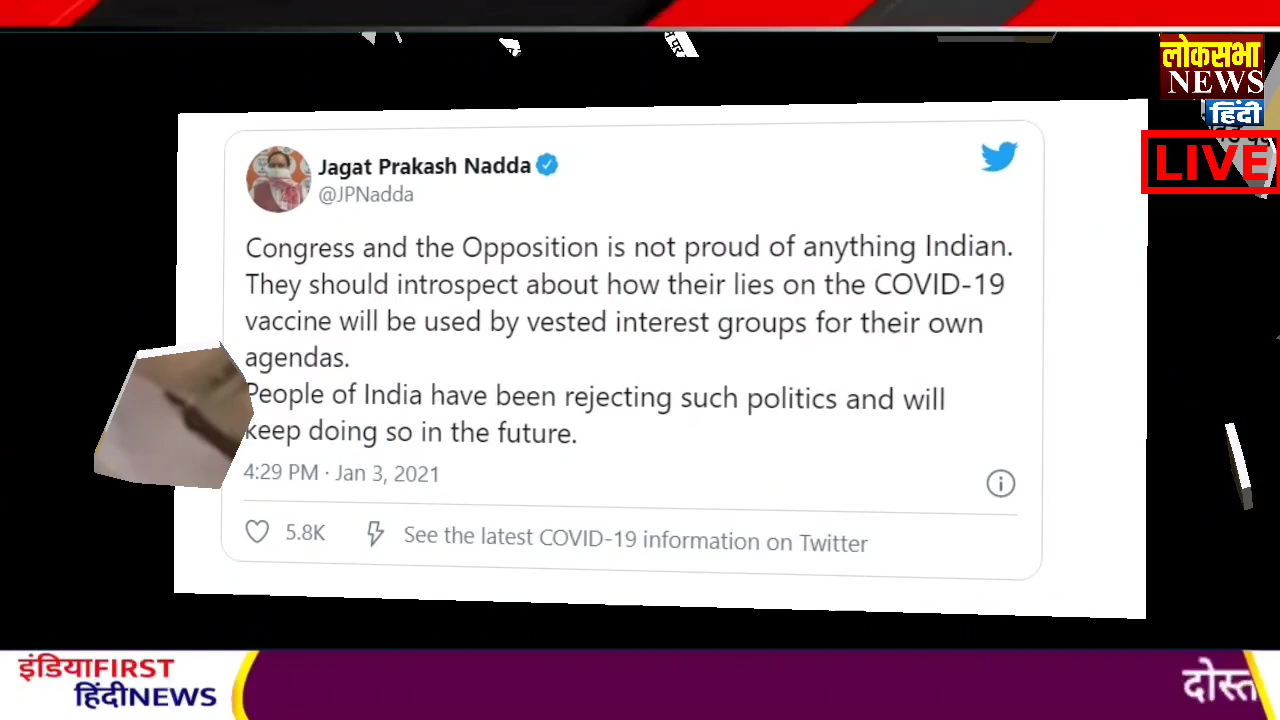 लोकसभा
NEWS
हिंदी
LIVE
Jagat Prakash Nadda
@JPNadda
Congress and the Opposition is not proud of anything Indian.
They should introspect about how their lies on the COVID-19
vaccine will be used by vested interest groups for their own
agendas.
People of India have been rejecting such politics and will
keep doing so in the future.
4:29 PM · Jan 3, 2021
5.8K
See the latest COVID-19 information on Twitter
इंडियाFIRST
हिंदीNEWS
दोस्त